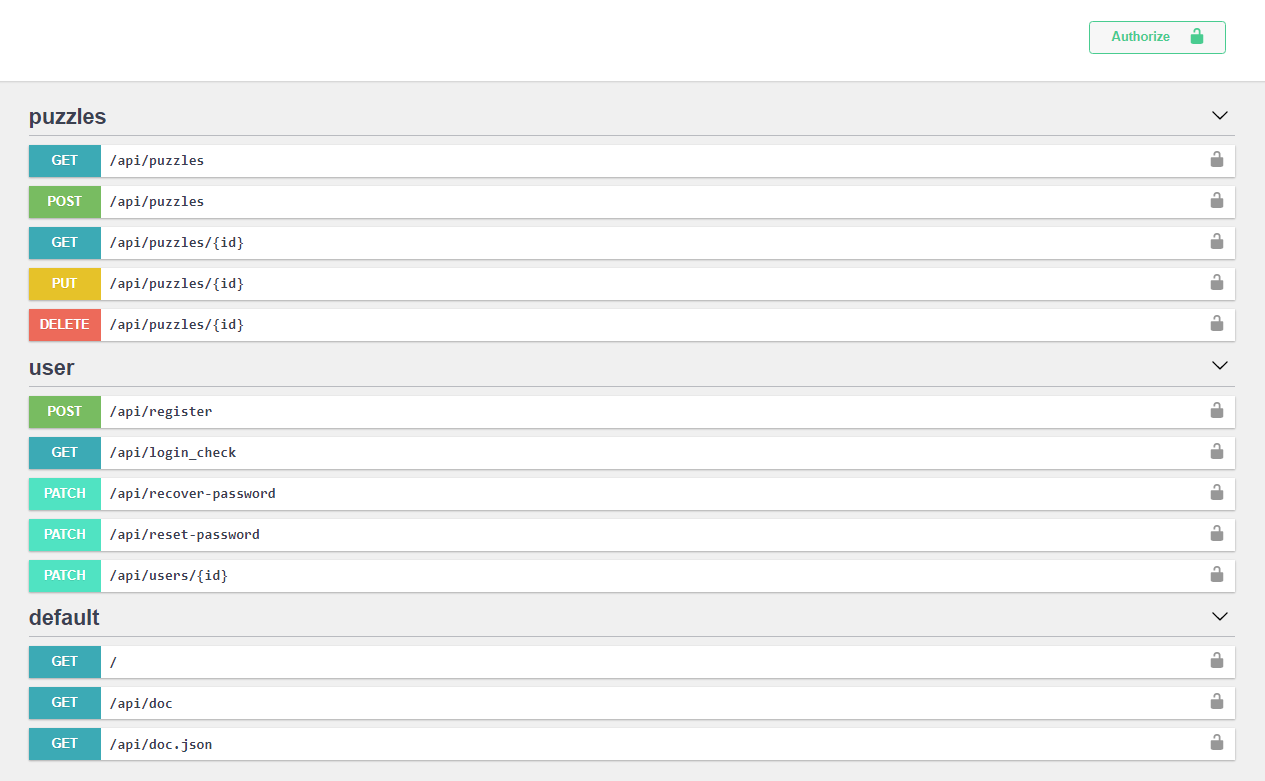 Authorize
puzzles
GET /api/puzzles
POST /api/puzzles
GET /api/puzzles/{id}
PUT /api/puzzles/{id}
DELETE /api/puzzles/{id}
user
POST /api/register
GET /api/login_check
PATCH /api/recover-password
PATCH /api/reset-password
PATCH /api/users/{id}
default
GET /
GET /api/doc
GET /api/doc.json